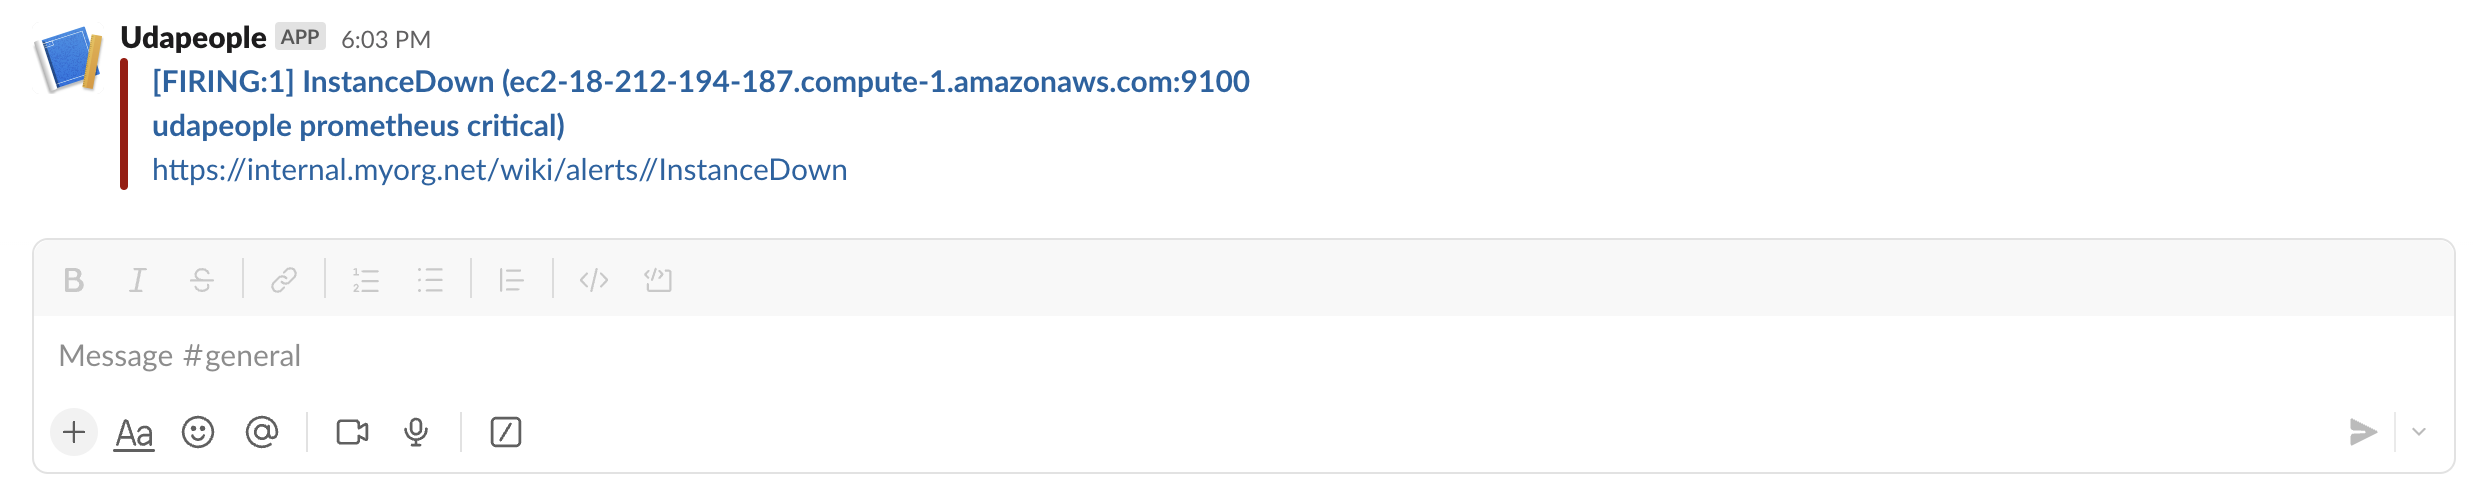 Udapeople APP 6:03 PM
[FIRING:1] InstanceDown (ec2-18-212-194-187.compute-1.amazonaws.com:9100
udapeople prometheus critical)
https://internal.myorg.net/wiki/alerts//InstanceDown
Message #general
Aa